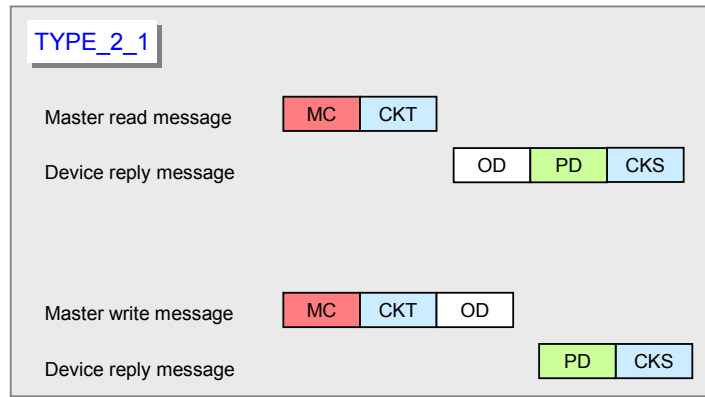 TYPE_2_1
Master read message MC CKT
Device reply message OD PD CKS
Master write message MC CKT OD
Device reply message PD CKS